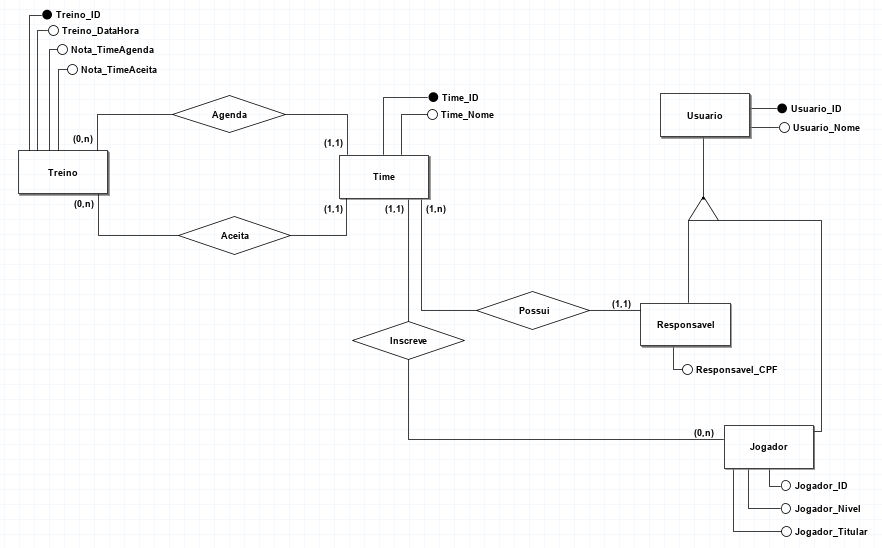 Treino_ID
Treino_DataHora
Nota_TimeAgenda
Nota_TimeAceita
(0,n)
Treino
(0,n)
Agenda
Aceita
Time_ID
Time_Nome
(1,1)
Time
(1,1)
(1,1)
(1,n)
Inscreve
Possui
(1,1)
Usuario
Usuario_ID
Usuario_Nome
Responsavel
Responsavel_CPF
(0,n)
Jogador
Jogador_ID
Jogador_Nivel
Jogador_Titular